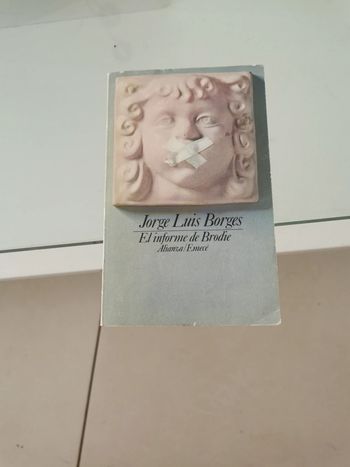 Jorge Luis Borges
El informe de Brodie
Alianza/Emecé